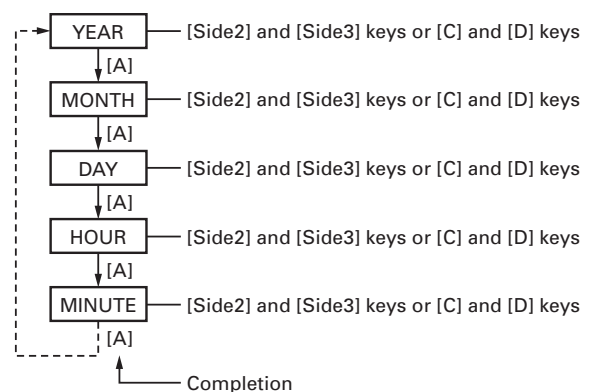 YEAR [Side2] and [Side3] keys or [C] and [D] keys
[A]
MONTH [Side2] and [Side3] keys or [C] and [D] keys
[A]
DAY [Side2] and [Side3] keys or [C] and [D] keys
[A]
HOUR [Side2] and [Side3] keys or [C] and [D] keys
[A]
MINUTE [Side2] and [Side3] keys or [C] and [D] keys
[A]
Completion